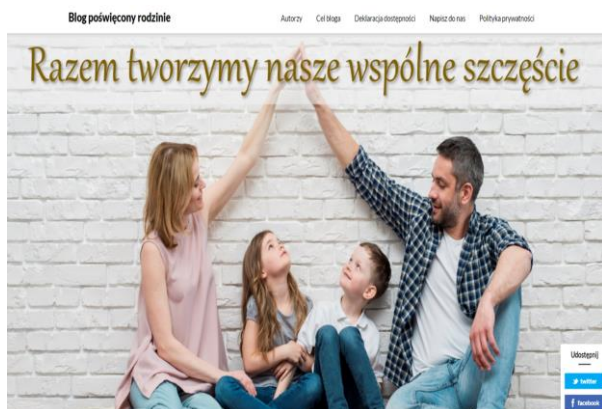 Blog poświęcony rodzinie
Autorzy Cel bloga Deklaracja dostępności Napisz do nas Polityka prywatności
Razem tworzymy nasze wspólne szczęście
Udostępnij
twitter
facebook